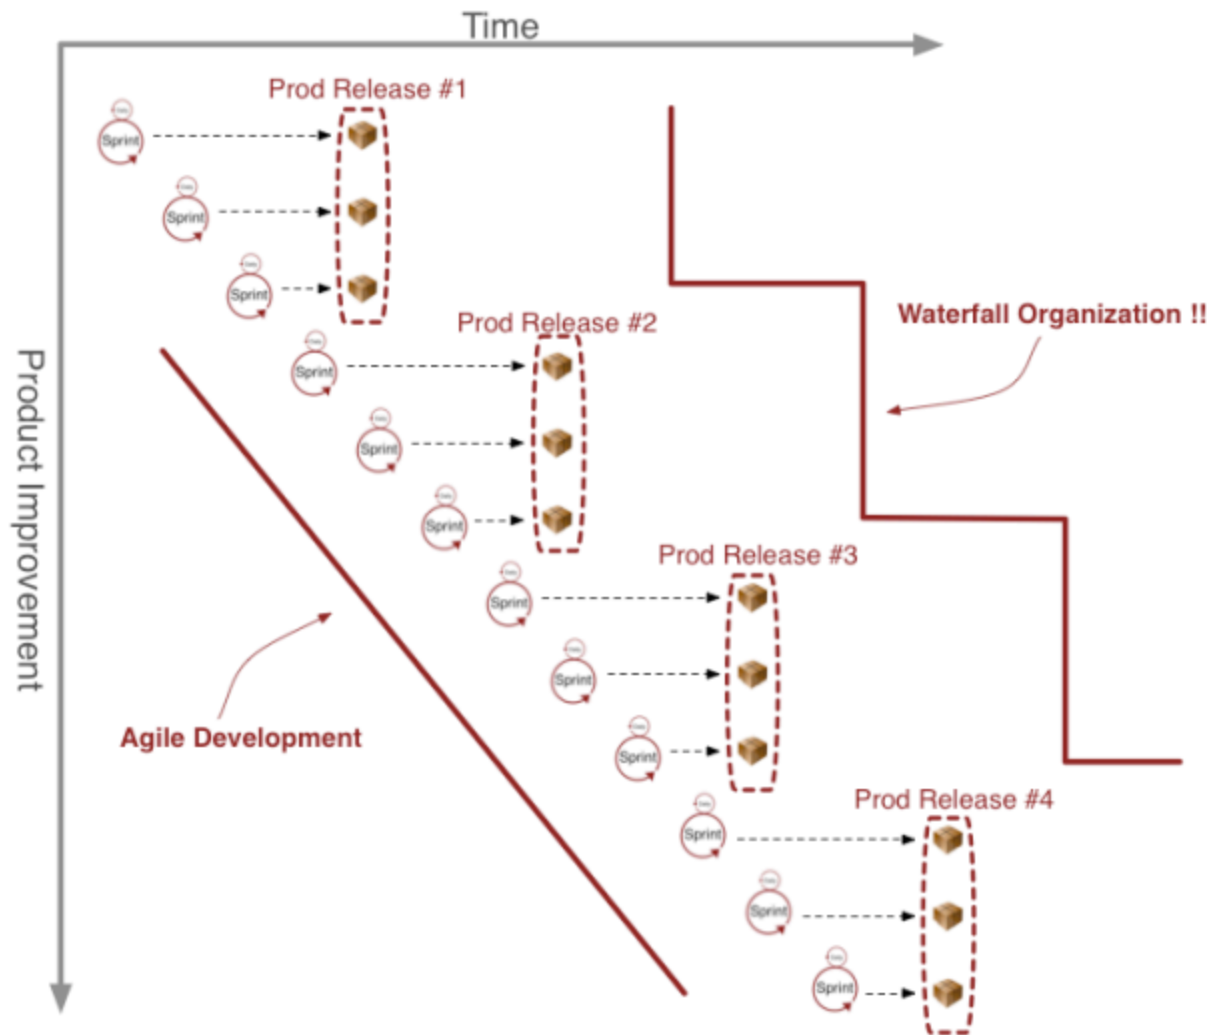 Time
Prod Release #1
Sprint
Sprint
Sprint
Prod Release #2
Waterfall Organization !!
Sprint
Product Improvement
Sprint
Sprint
Prod Release #3
Sprint
Sprint
Agile Development
Sprint
Prod Release #4
Sprint
Sprint
Sprint